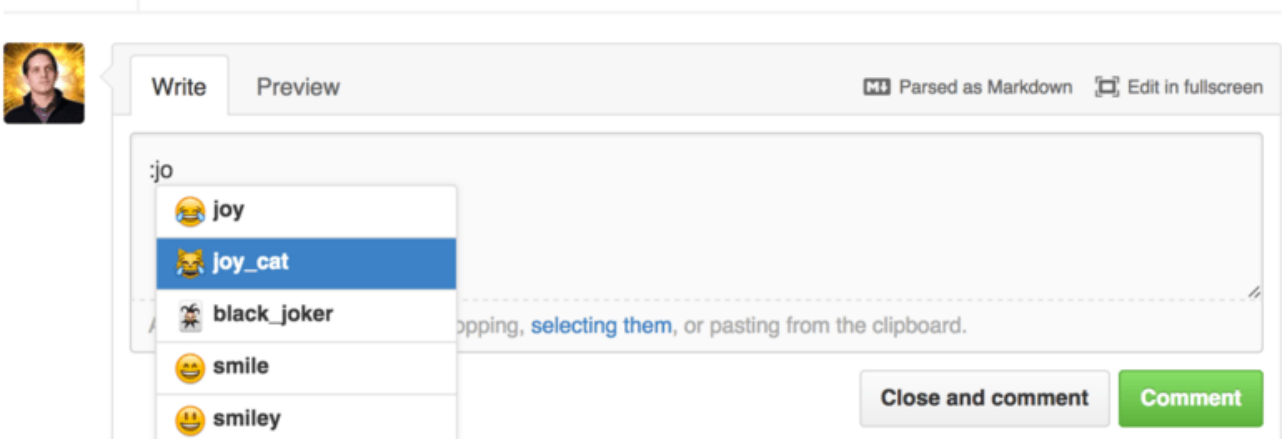 Write Preview Parsed as Markdown Edit in fullscreen
:jo
joy
joy_cat
black_joker
opping, selecting them, or pasting from the clipboard.
smile
Close and comment Comment
smiley